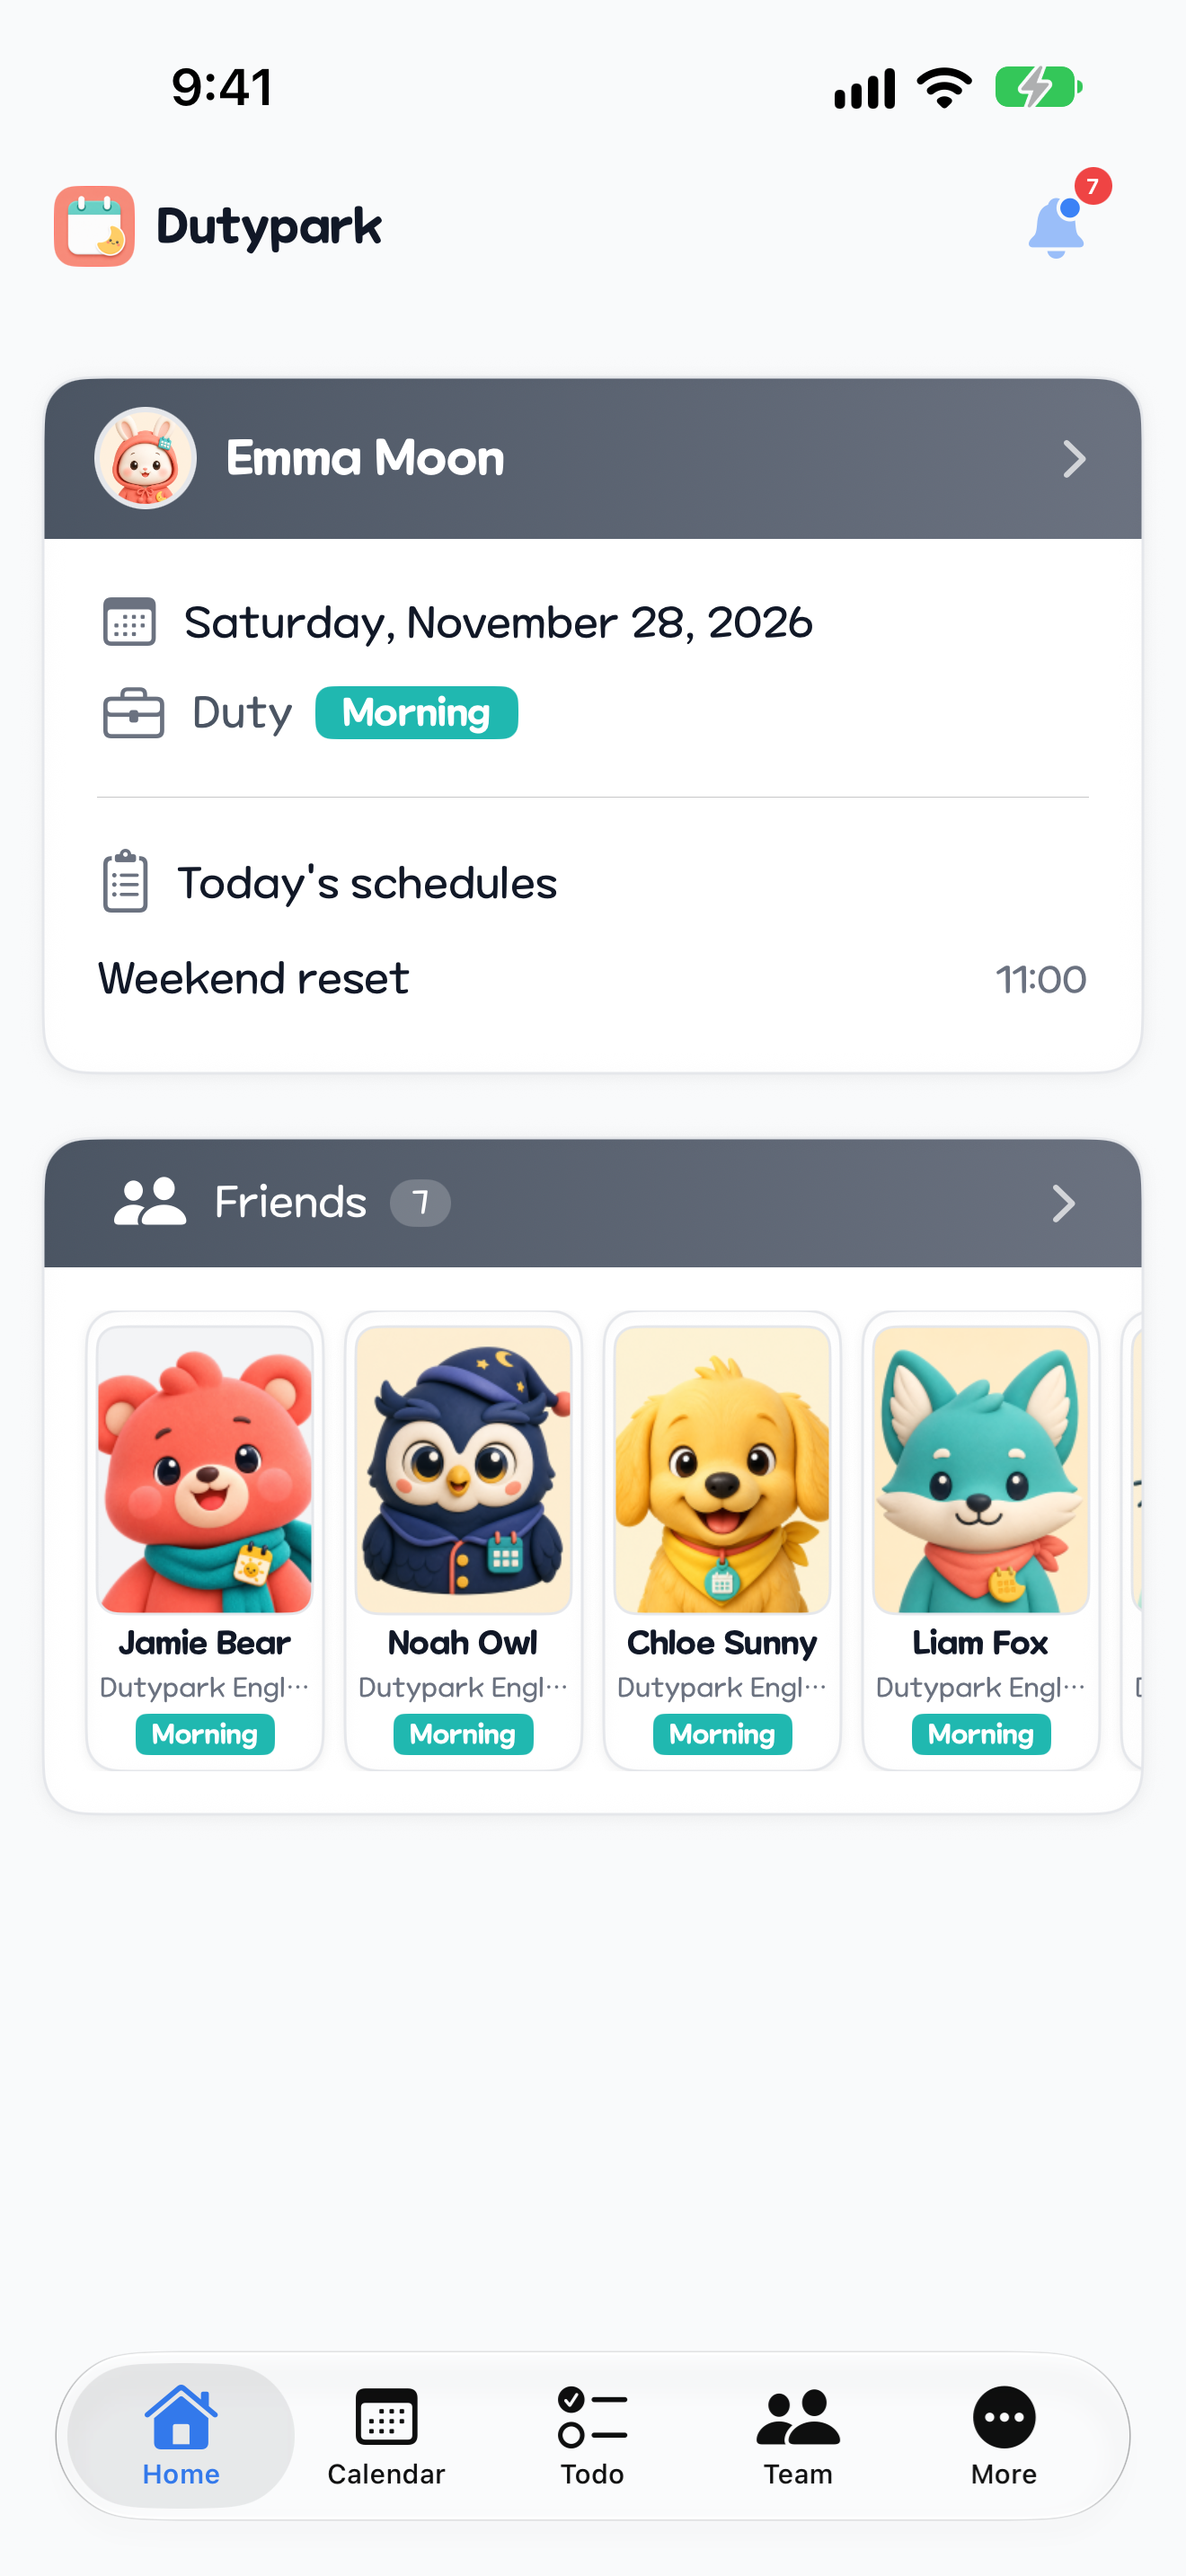 9:41
Dutypark
7
Emma Moon
Saturday, November 28, 2026
Duty Morning
Today's schedules
Weekend reset 11:00
Friends 7
Jamie Bear Noah Owl Chloe Sunny Liam Fox
Dutypark Engl··· Dutypark Engl··· Dutypark Engl··· Dutypark Engl···
Morning Morning Morning Morning
Home Calendar Todo Team More